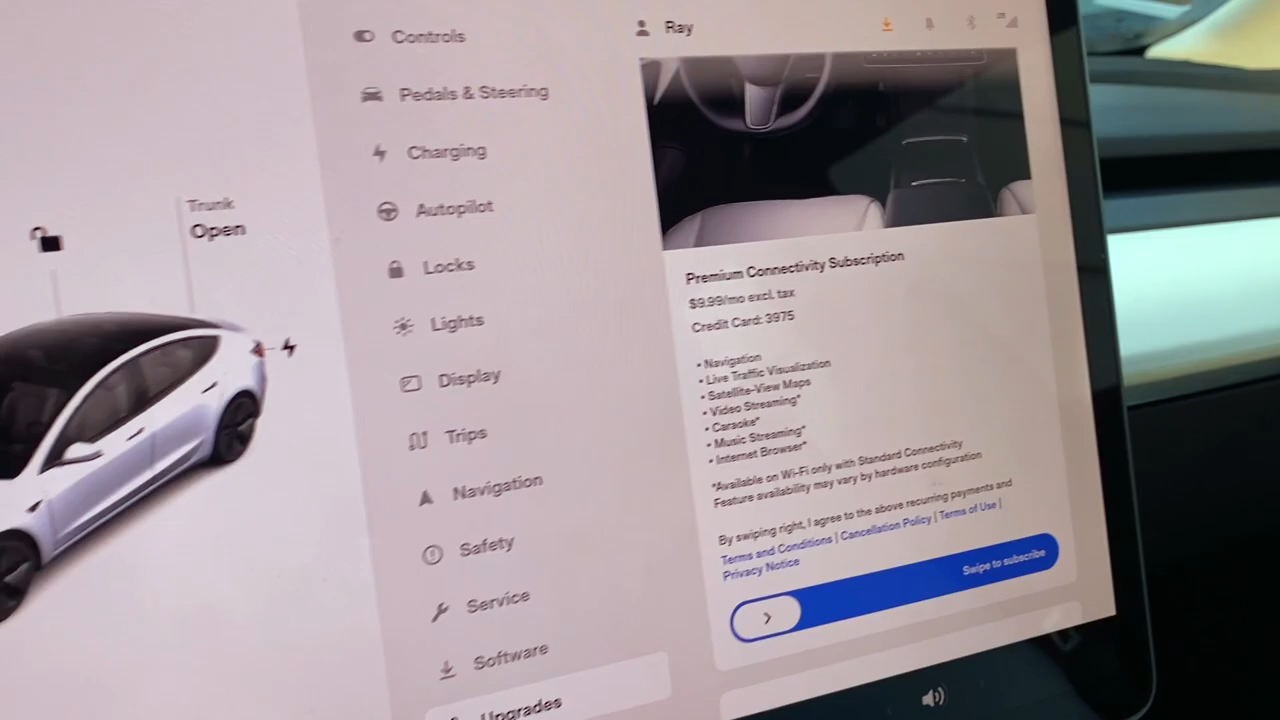 Trunk
Open
Controls
Pedals & Steering
Charging
Autopilot
Locks
Lights
Display
Trips
Navigation
Safety
Service
Software
Upgrades
Ray
Premium Connectivity Subscription
$9.99/mo excl. tax
Credit Card: 3975
• Navigation
• Live Traffic Visualization
• Satellite-View Maps
• Video Streaming*
• Caraoke*
• Music Streaming*
• Internet Browser*
*Available on Wi-Fi only with Standard Connectivity
Feature availability may vary by hardware configuration
By swiping right, I agree to the above recurring payments and
Terms and Conditions | Cancellation Policy | Terms of Use |
Privacy Notice
Swipe to subscribe